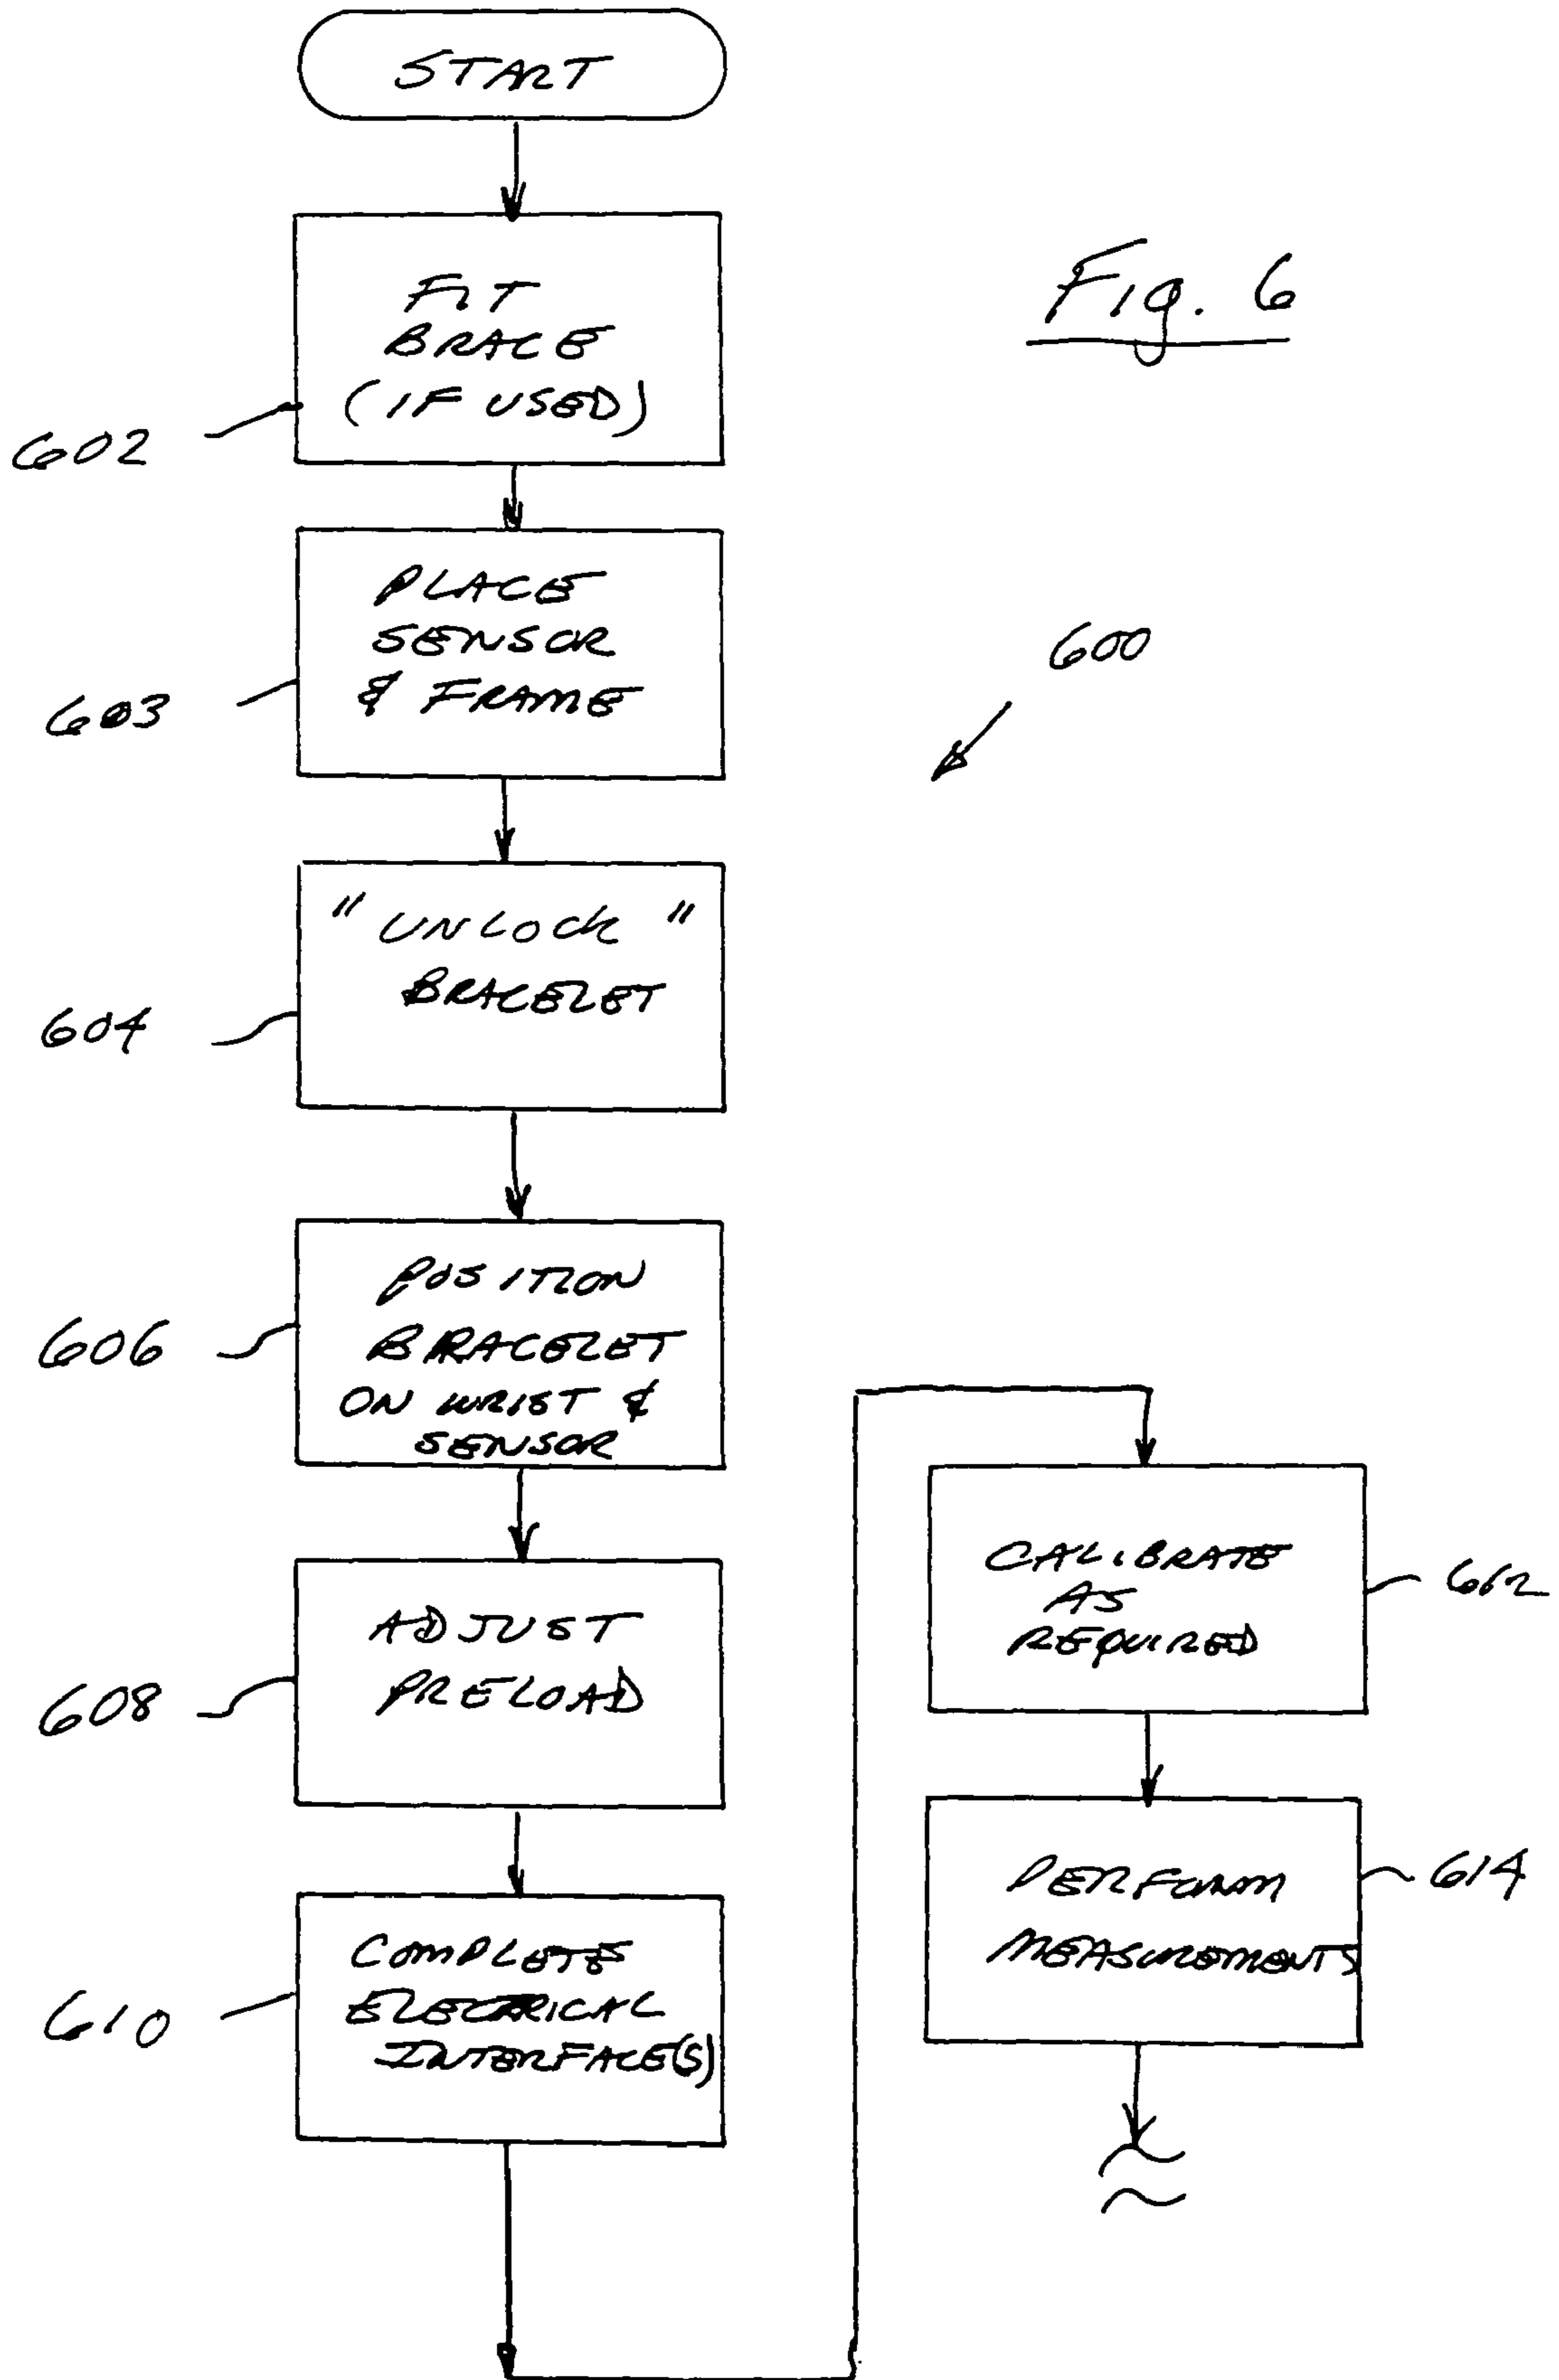 START
Fig. 6
FIT
BRACE
(IF USED)
602
PLACE
SENSOR
& FRAME
603
600
"UNLOCK"
BRACELET
604
POSITION
BRACELET
ON WRIST &
SENSOR
606
ADJUST
PRELOAD
608
COMPLETE
ELECTRICAL
INTERFACE(S)
610
CALIBRATE
AS
REQUIRED
612
PERFORM
MEASUREMENTS
614